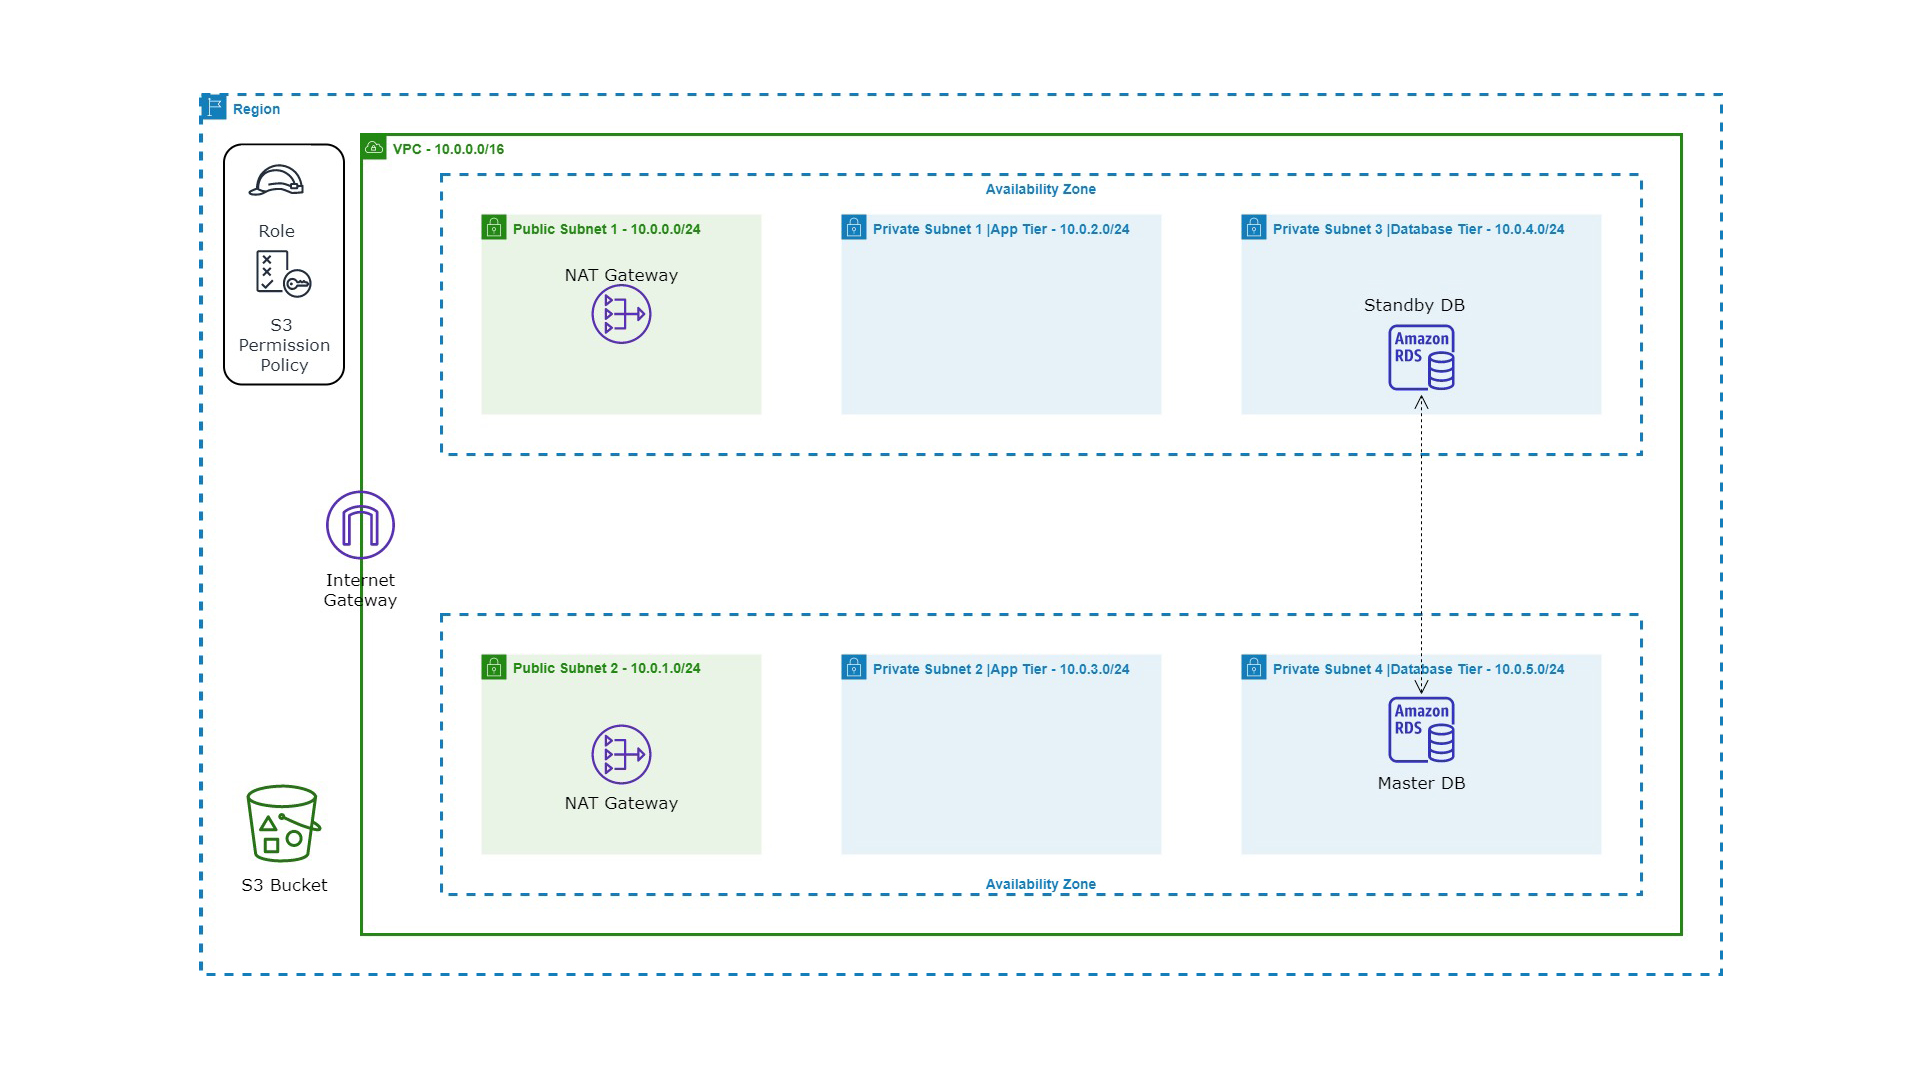 Region
VPC - 10.0.0.0/16
Availability Zone
Role
S3
Permission
Policy
Public Subnet 1 - 10.0.0.0/24
NAT Gateway
Private Subnet 1 |App Tier - 10.0.2.0/24
Private Subnet 3 |Database Tier - 10.0.4.0/24
Standby DB
Amazon
RDS
Internet
Gateway
Public Subnet 2 - 10.0.1.0/24
NAT Gateway
Private Subnet 2 |App Tier - 10.0.3.0/24
Private Subnet 4 |Database Tier - 10.0.5.0/24
Amazon
RDS
Master DB
S3 Bucket
Availability Zone